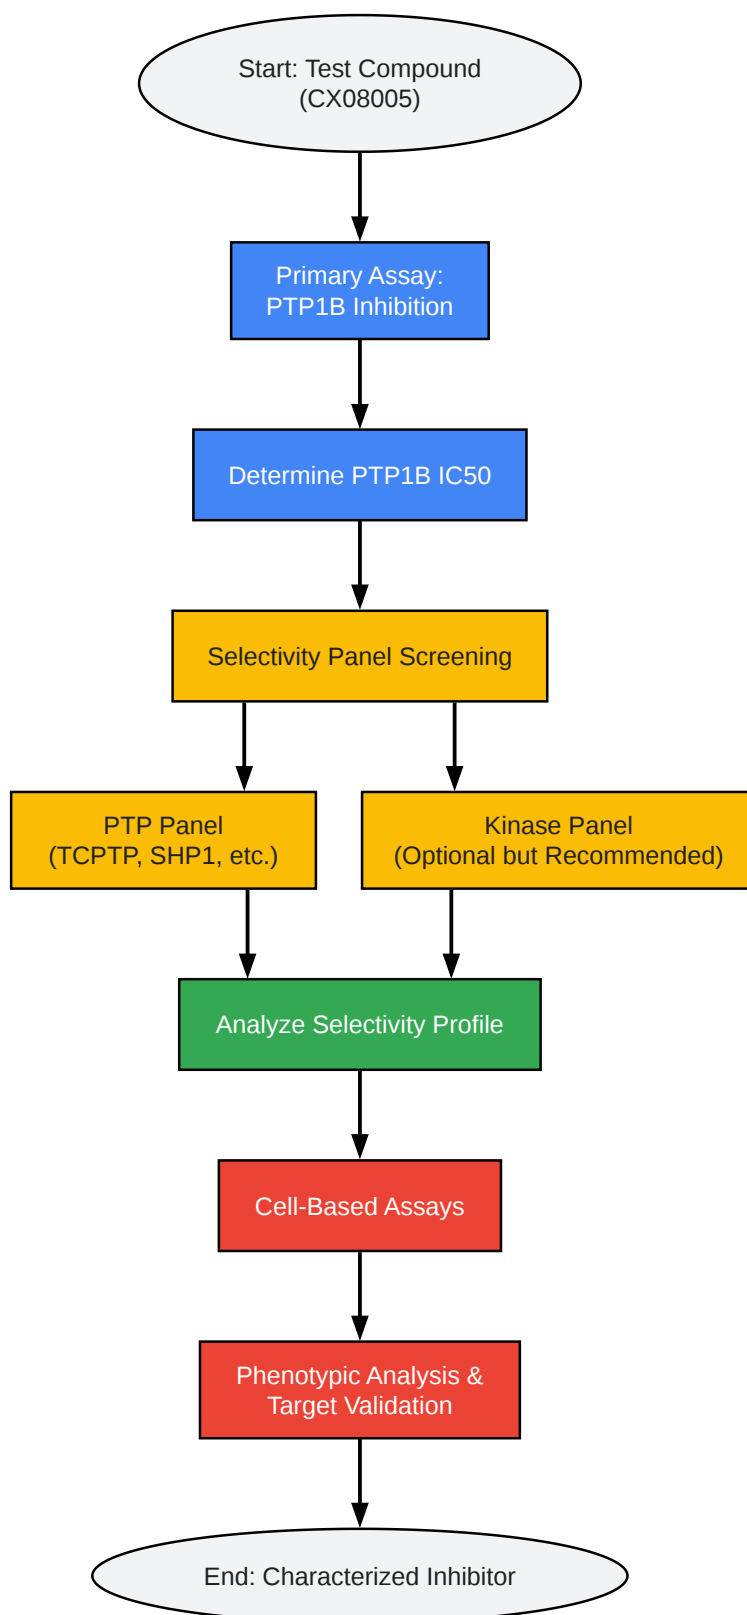 Start: Test Compound
(CX08005)
Primary Assay:
PTP1B Inhibition
Determine PTP1B IC50
Selectivity Panel Screening
PTP Panel
(TCPTP, SHP1, etc.)
Kinase Panel
(Optional but Recommended)
Analyze Selectivity Profile
Cell-Based Assays
Phenotypic Analysis &
Target Validation
End: Characterized Inhibitor